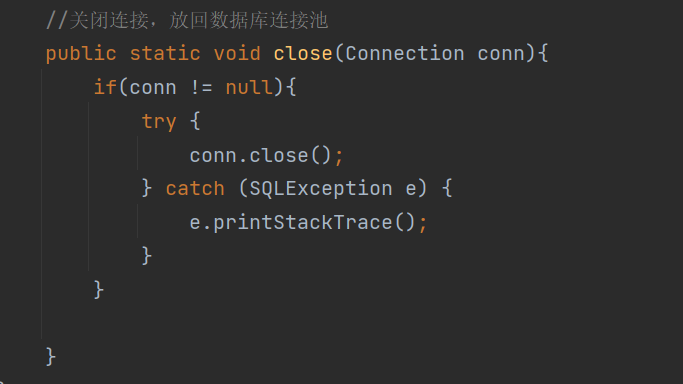 //关闭连接，放回数据库连接池
public static void close(Connection conn){
    if(conn != null){
        try {
            conn.close();
        } catch (SQLException e) {
            e.printStackTrace();
        }
    }

}